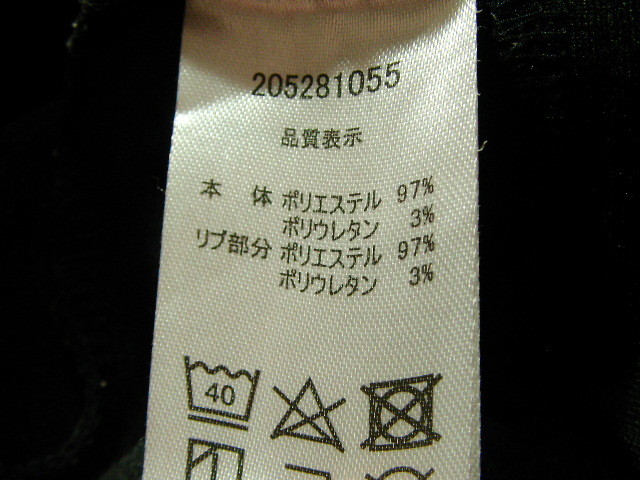 205281055
品質表示
本 体 ポリエステル 97%
ポリウレタン 3%
リブ部分 ポリエステル 97%
ポリウレタン 3%
40